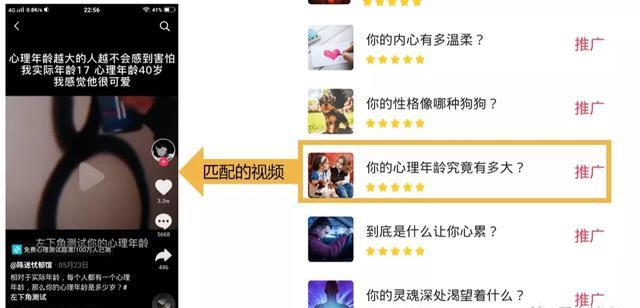 4G 0.8K/s 22:56
心理年龄越大的人越不会感到害怕
我实际年龄17 心理年龄40岁
我感觉他很可爱
3.3w
5668
446
左下角测试你的心理年龄
@陈迷忧郁馆 05月23日
相对于实际年龄，每个人都有一个心理
年龄，那么你的心理年龄是多少岁？#
左下角测试
匹配的视频
推广
你的内心有多温柔？
推广
你的性格像哪种狗狗？
推广
你的心理年龄究竟有多大？
推广
到底是什么让你心累？
推广
你的灵魂深处渴望着什么？